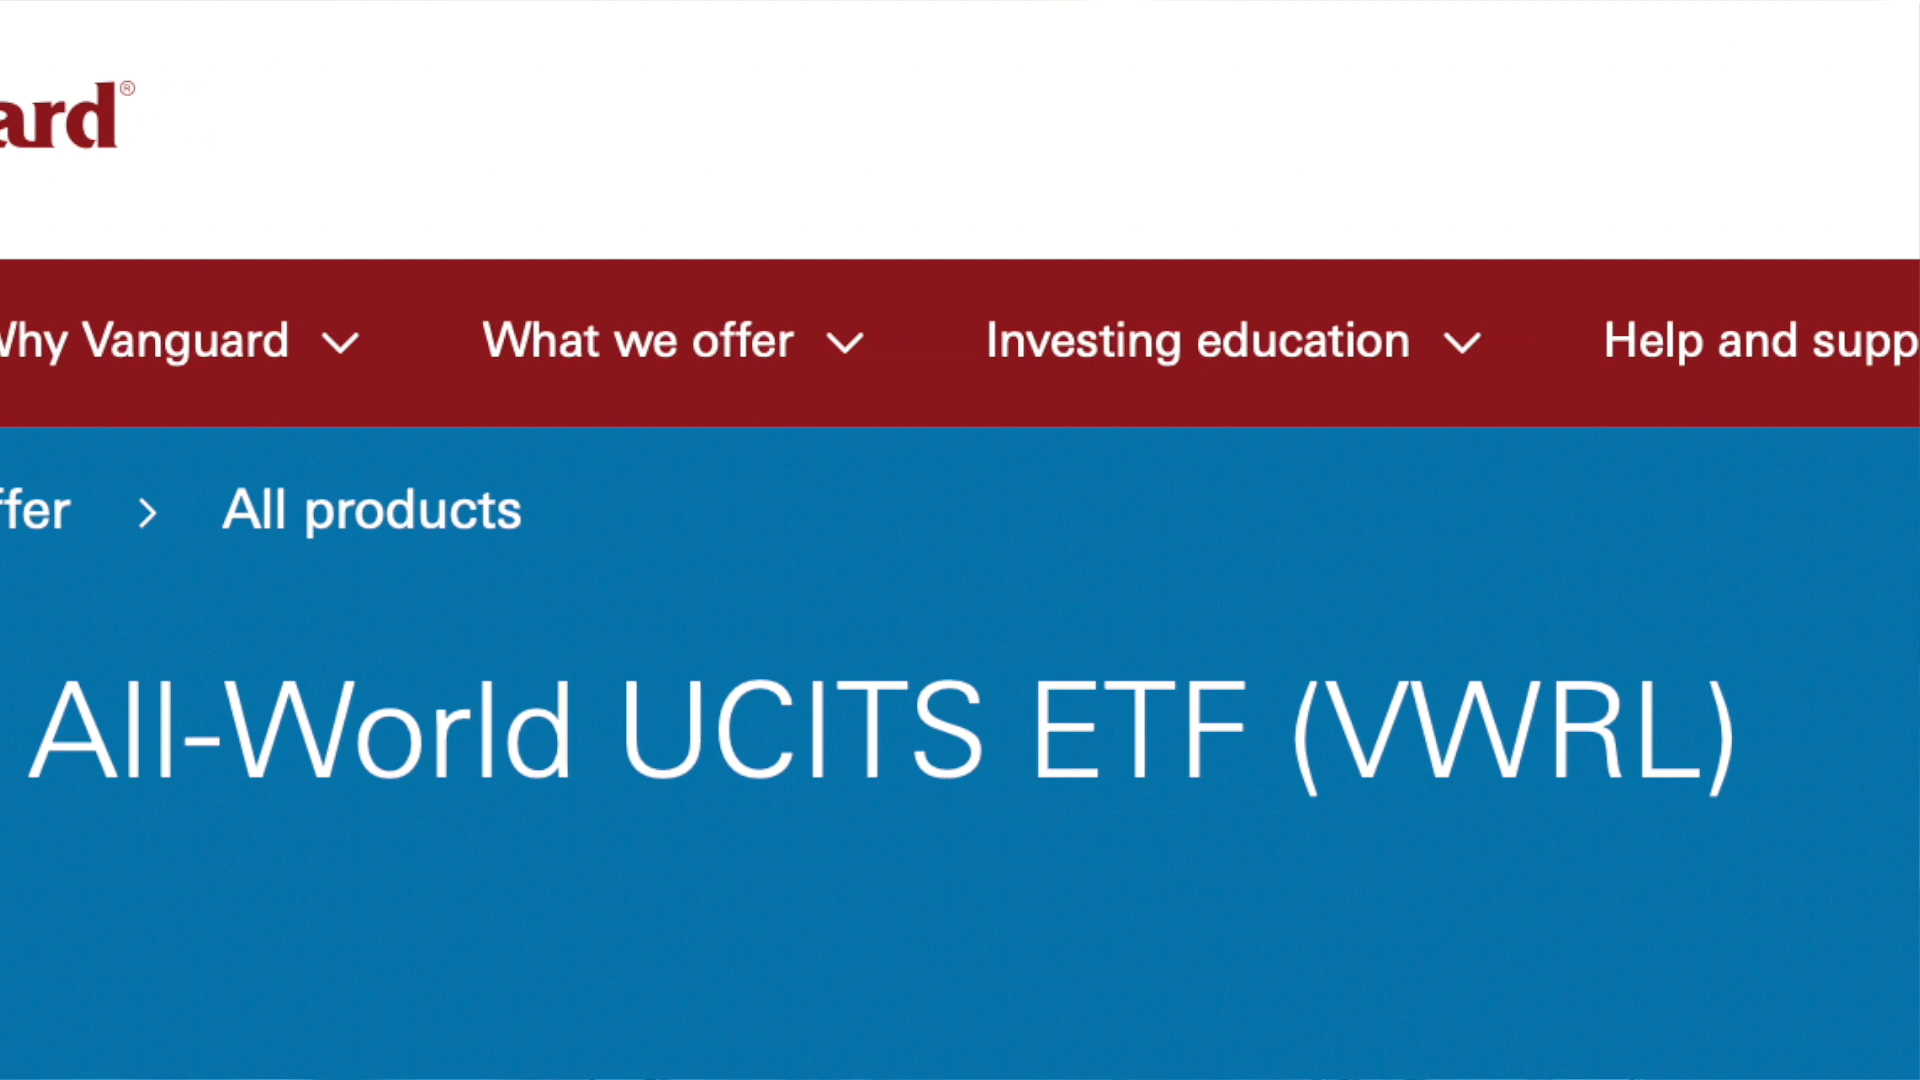 ard®
Why Vanguard What we offer Investing education Help and supp
ffer > All products
All-World UCITS ETF (VWRL)